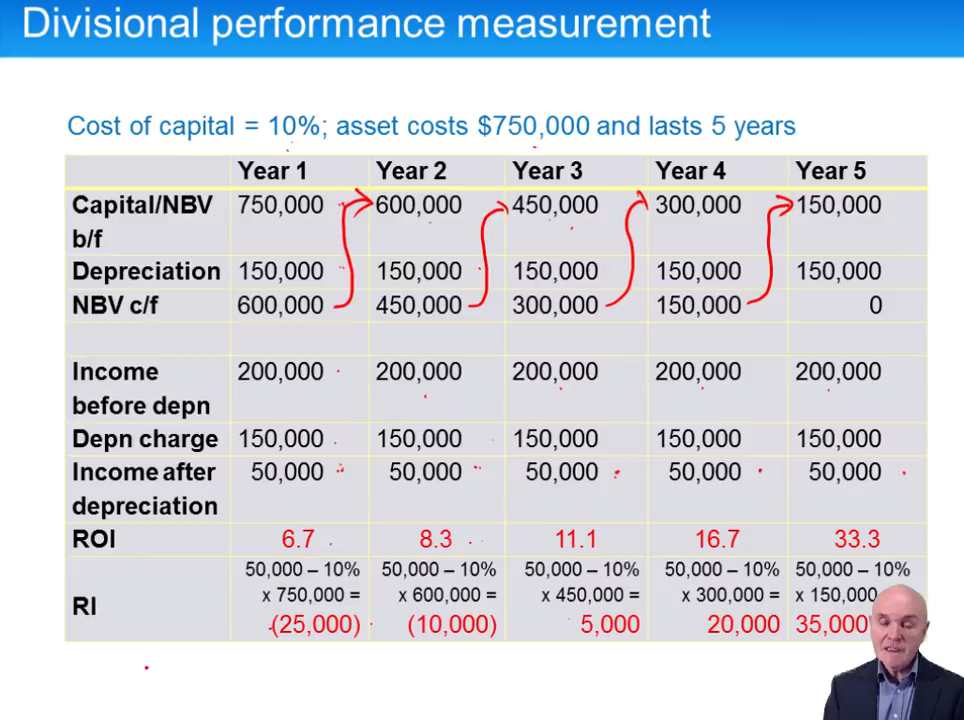 Divisional performance measurement
Cost of capital = 10%; asset costs $750,000 and lasts 5 years
Year 1 Year 2 Year 3 Year 4 Year 5
Capital/NBV 750,000 600,000 450,000 300,000 150,000
b/f
Depreciation 150,000 150,000 150,000 150,000 150,000
NBV c/f 600,000 450,000 300,000 150,000 0
Income 200,000 200,000 200,000 200,000 200,000
before depn
Depn charge 150,000 150,000 150,000 150,000 150,000
Income after 50,000 50,000 50,000 50,000 50,000
depreciation
ROI 6.7 8.3 11.1 16.7 33.3
50,000 – 10% 50,000 – 10% 50,000 – 10% 50,000 – 10% 50,000 – 10%
RI x 750,000 = x 600,000 = x 450,000 = x 300,000 = x 150,000
(25,000) (10,000) 5,000 20,000 35,000